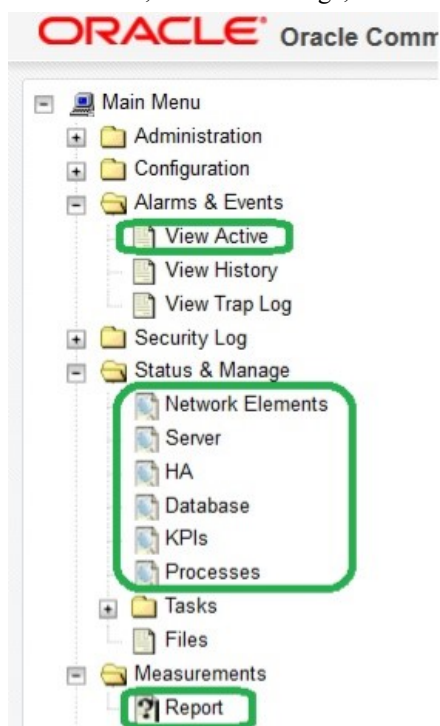 ORACLE® Oracle Comm
Main Menu
Administration
Configuration
Alarms & Events
View Active
View History
View Trap Log
Security Log
Status & Manage
Network Elements
Server
HA
Database
KPIs
Processes
Tasks
Files
Measurements
Report